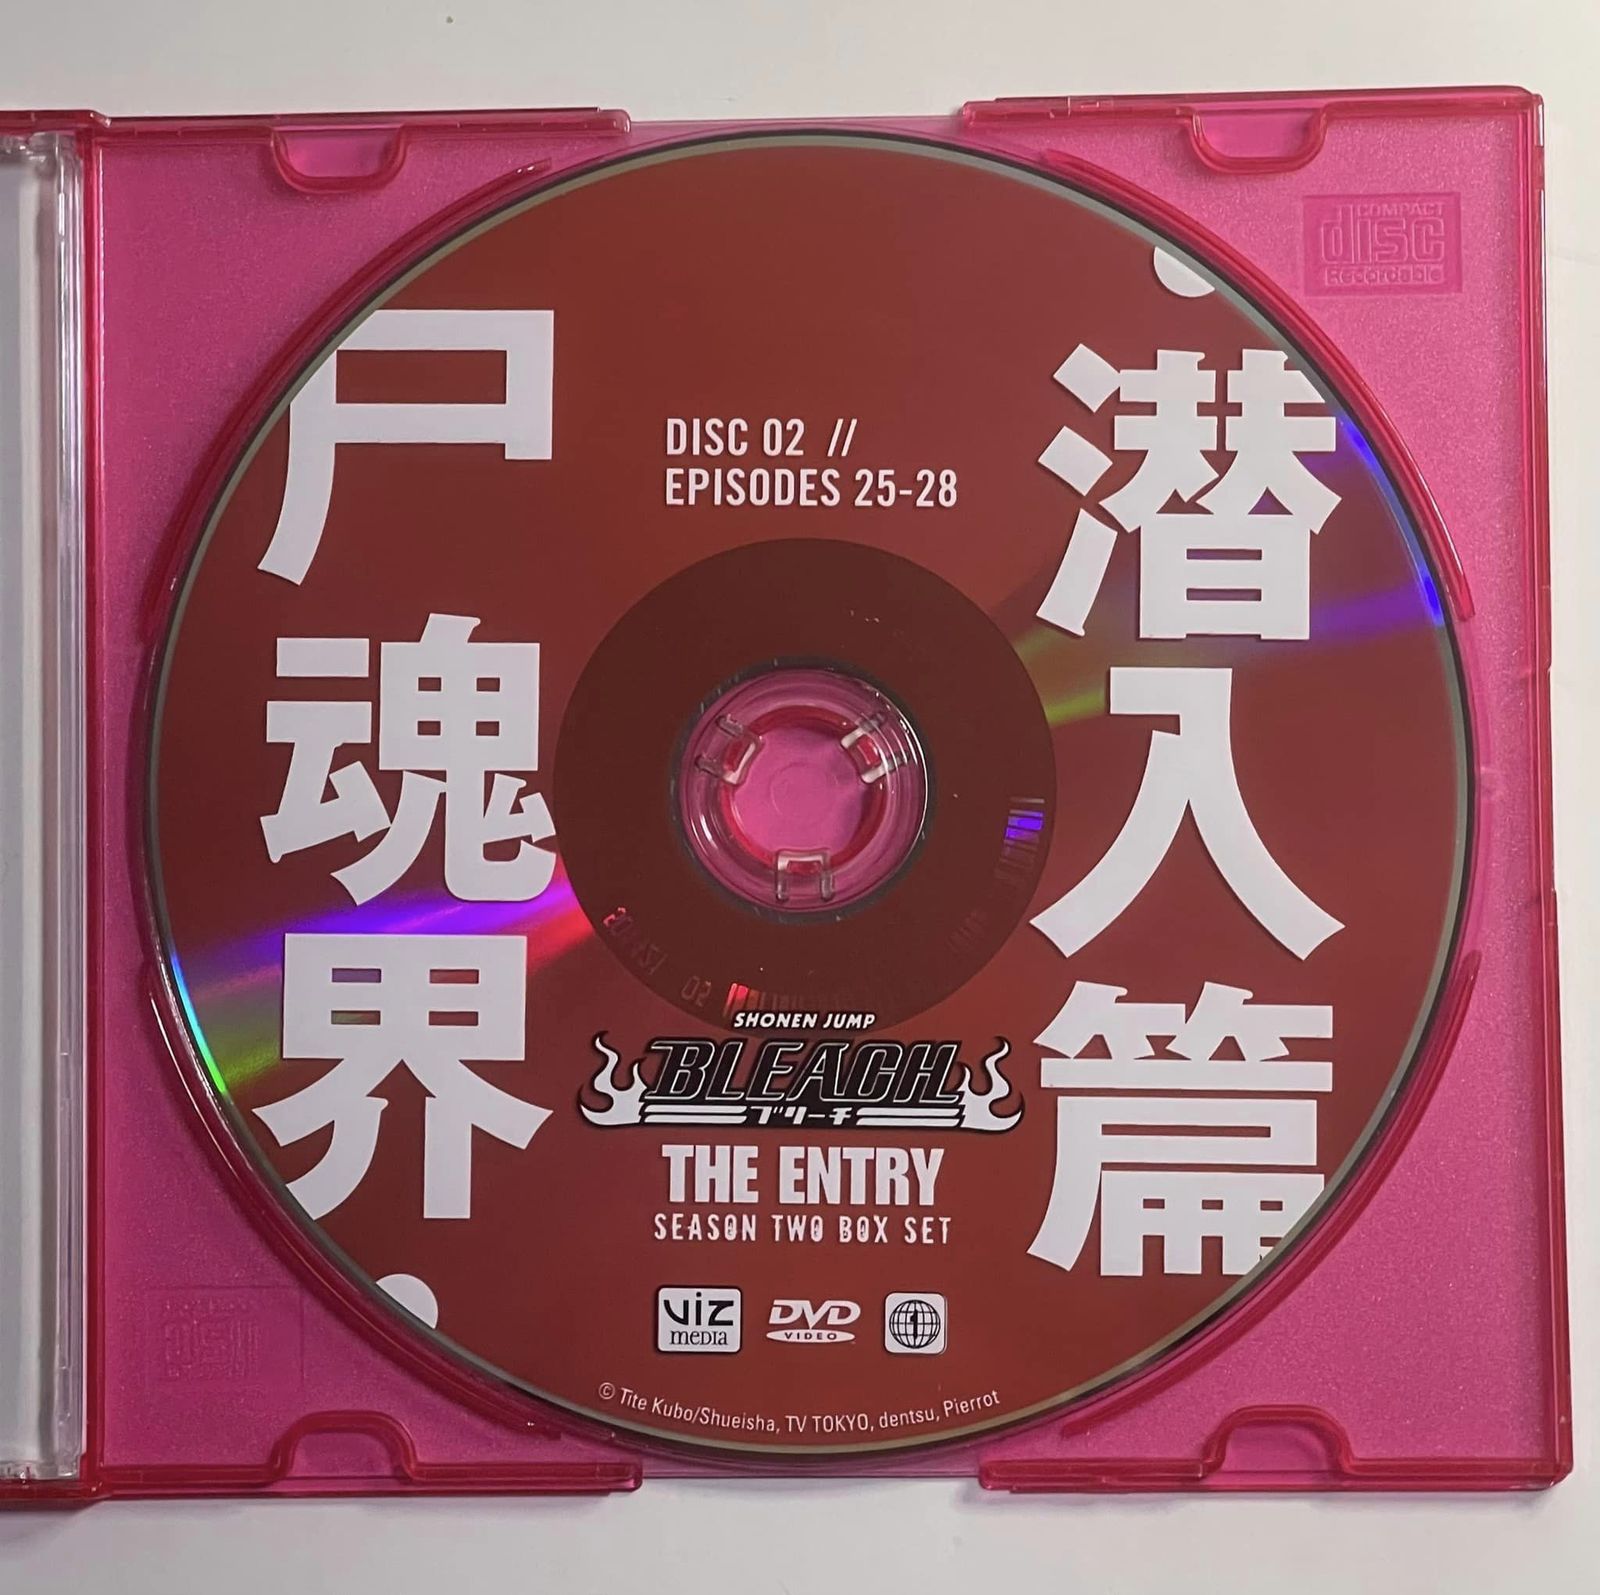 COMPACT
disc
Recordable
DISC 02 //
EPISODES 25-28
尸魂界
潜入篇
SHONEN JUMP
BLEACH
ブリーチ
THE ENTRY
SEASON TWO BOX SET
VIZ
MEDIA
DVD
VIDEO
1
© Tite Kubo/Shueisha, TV TOKYO, dentsu, Pierrot